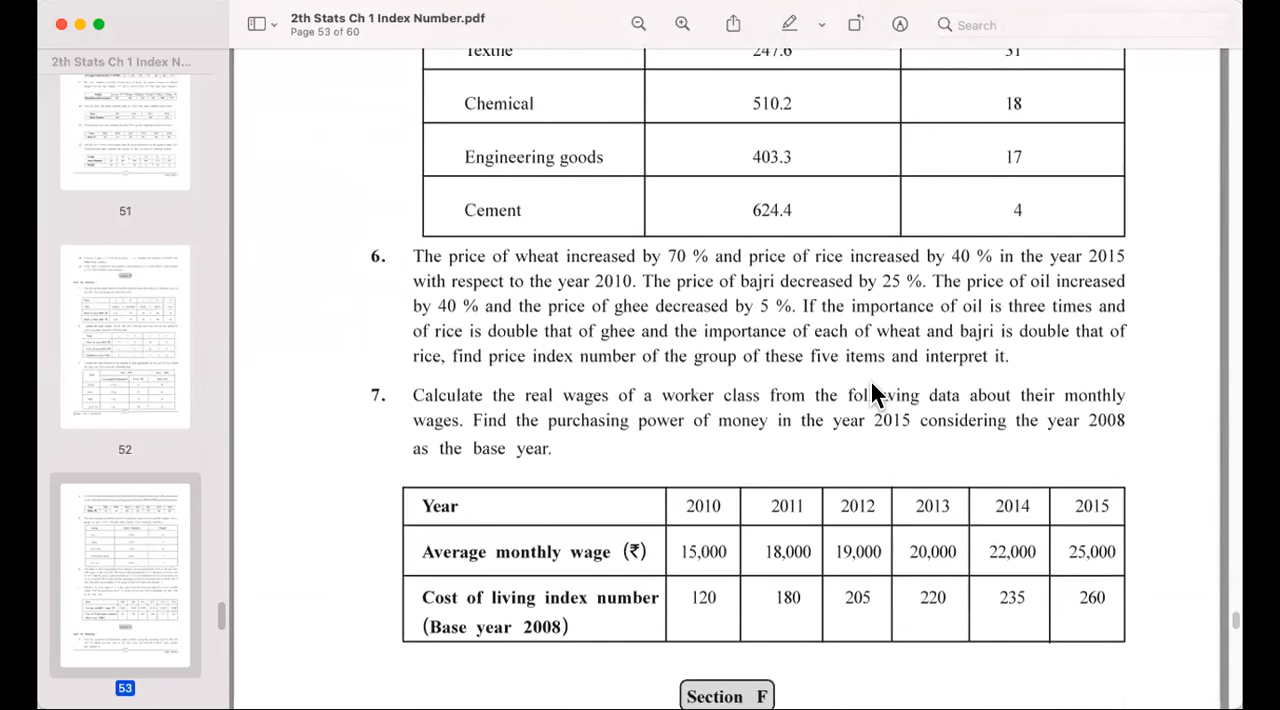 2th Stats Ch 1 Index Number.pdf
Page 53 of 60
Search
2th Stats Ch 1 Index N...
51
52
53
Textile 247.6 31
Chemical 510.2 18
Engineering goods 403.3 17
Cement 624.4 4
6. The price of wheat increased by 70 % and price of rice increased by 40 % in the year 2015
with respect to the year 2010. The price of bajri decreased by 25 %. The price of oil increased
by 40 % and the price of ghee decreased by 5 %. If the importance of oil is three times and
of rice is double that of ghee and the importance of each of wheat and bajri is double that of
rice, find price index number of the group of these five items and interpret it.
7. Calculate the real wages of a worker class from the following data about their monthly
wages. Find the purchasing power of money in the year 2015 considering the year 2008
as the base year.
Year 2010 2011 2012 2013 2014 2015
Average monthly wage (₹) 15,000 18,000 19,000 20,000 22,000 25,000
Cost of living index number 120 180 205 220 235 260
(Base year 2008)
Section F